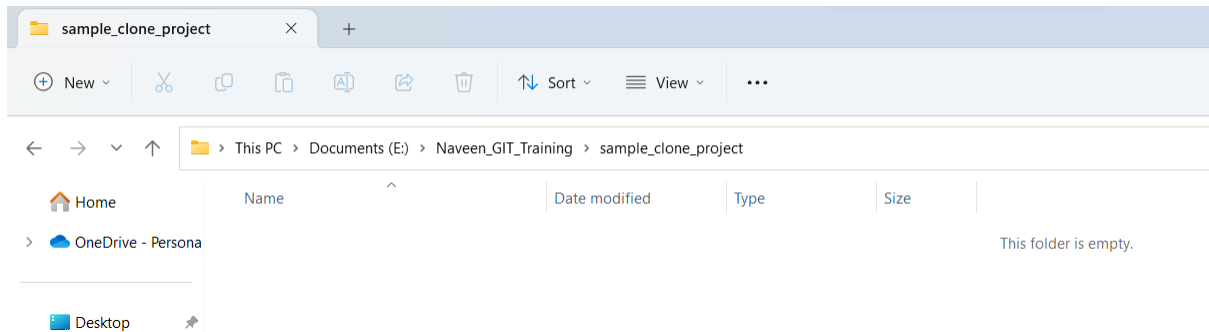 sample_clone_project
New
Sort
View
This PC > Documents (E:) > Naveen_GIT_Training > sample_clone_project
Name Date modified Type Size
Home
OneDrive - Persona
This folder is empty.
Desktop